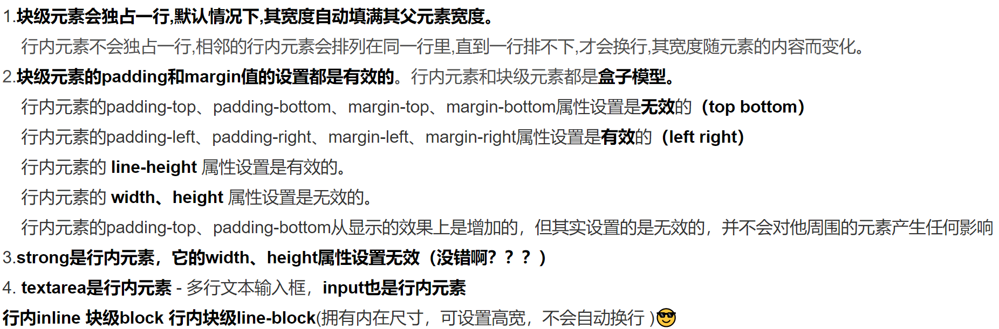 1.块级元素会独占一行,默认情况下,其宽度自动填满其父元素宽度。
行内元素不会独占一行,相邻的行内元素会排列在同一行里,直到一行排不下,才会换行,其宽度随元素的内容而变化。
2.块级元素的padding和margin值的设置都是有效的。行内元素和块级元素都是盒子模型。
行内元素的padding-top、padding-bottom、margin-top、margin-bottom属性设置是无效的（top bottom）
行内元素的padding-left、padding-right、margin-left、margin-right属性设置是有效的（left right）
行内元素的 line-height 属性设置是有效的。
行内元素的 width、height 属性设置是无效的。
行内元素的padding-top、padding-bottom从显示的效果上是增加的，但其实设置的是无效的，并不会对他周围的元素产生任何影响
3.strong是行内元素，它的width、height属性设置无效（没错啊？？？）
4. textarea是行内元素 - 多行文本输入框，input也是行内元素
行内inline 块级block 行内块级line-block(拥有内在尺寸，可设置高宽，不会自动换行 )😎